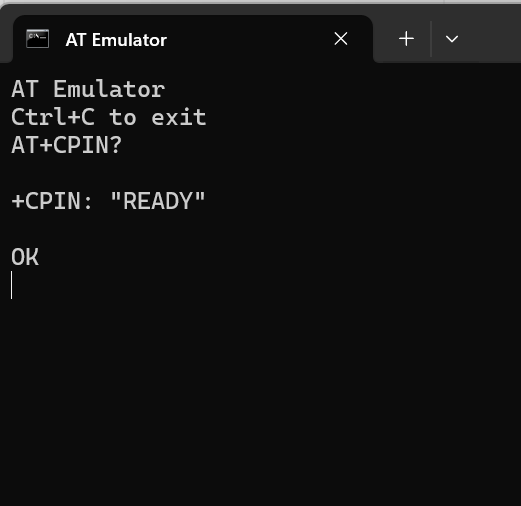 AT Emulator
AT Emulator
Ctrl+C to exit
AT+CPIN?
+CPIN: "READY"
OK